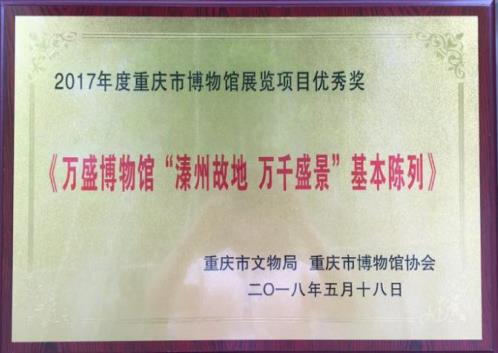 2017年度重庆市博物馆展览项目优秀奖
《万盛博物馆“溱州故地 万千盛景”基本陈列》
重庆市文物局 重庆市博物馆协会
二〇一八年五月十八日